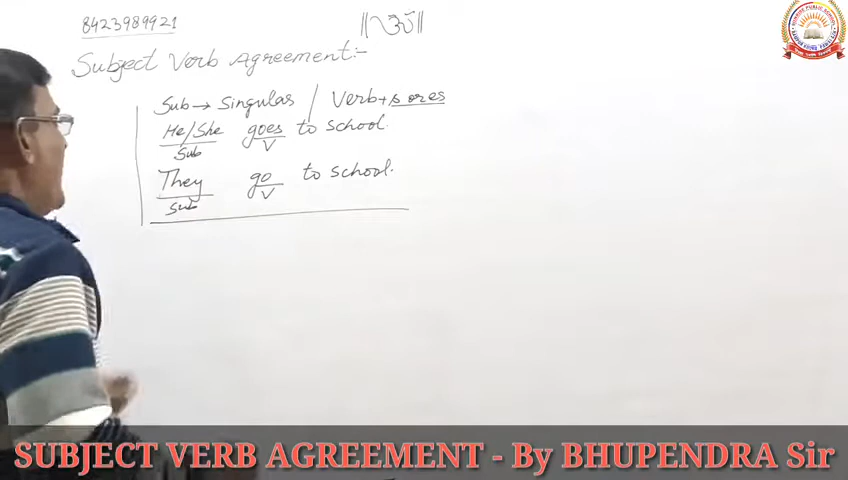 8423989921
॥ॐ॥
Subject Verb Agreement:-
Sub → Singular / Verb + s or es
He/She goes to school.
Sub V
They go to school.
Sub V
SUBJECT VERB AGREEMENT - By BHUPENDRA Sir